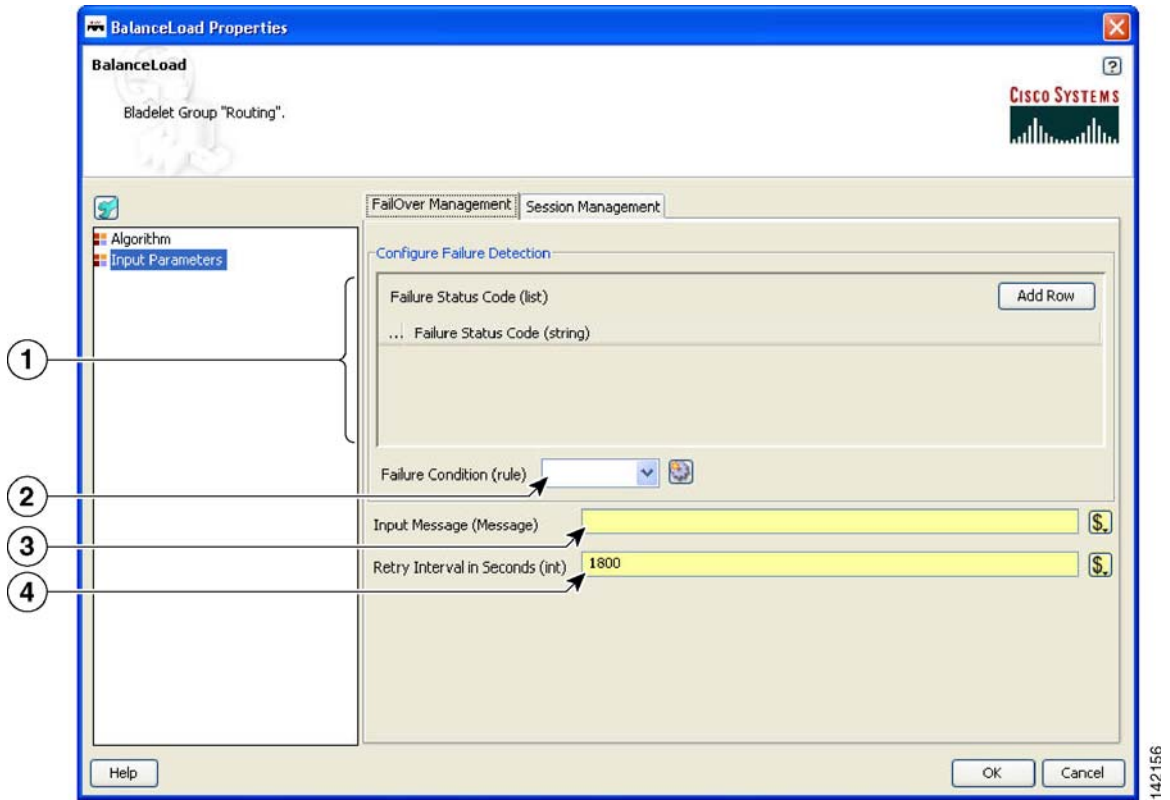 BalanceLoad Properties
BalanceLoad
?
Bladelet Group "Routing".
CISCO SYSTEMS
FailOver Management
Session Management
Algorithm
Input Parameters
Configure Failure Detection
Failure Status Code (list)
Add Row
... Failure Status Code (string)
1
Failure Condition (rule)
2
Input Message (Message)
$
3
Retry Interval in Seconds (int)
1800
$
4
Help
OK
Cancel
142156